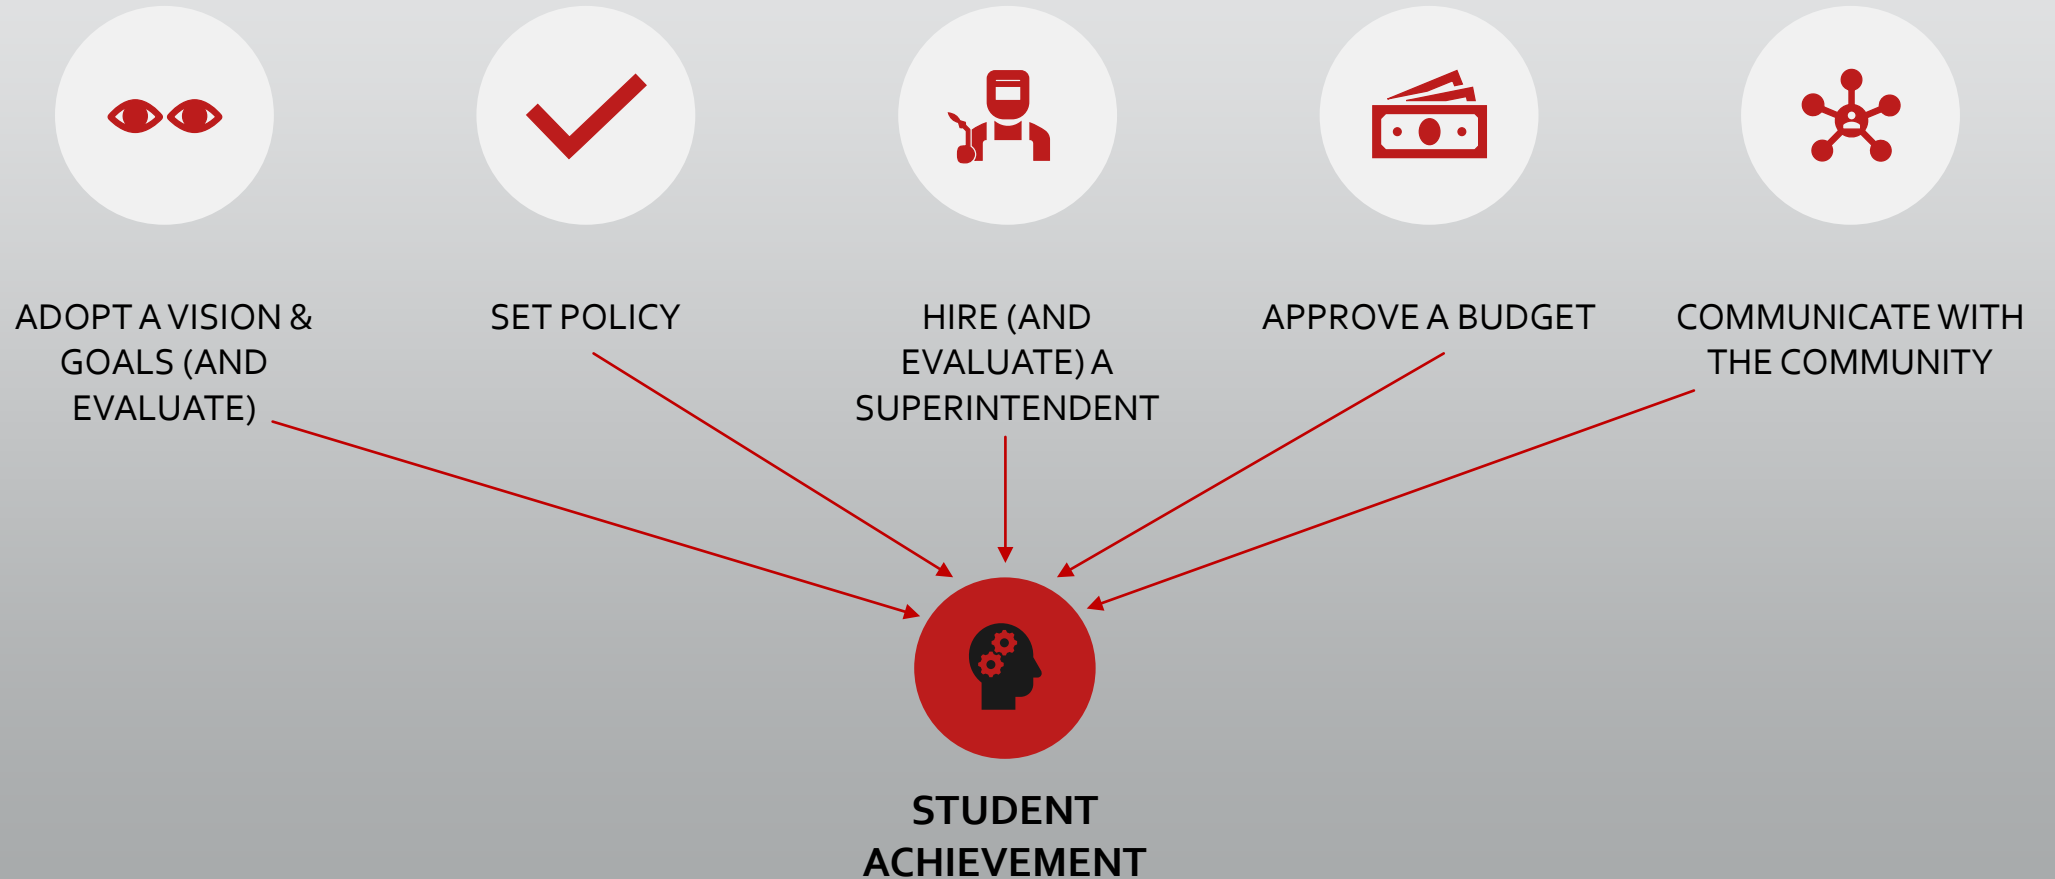 ADOPT A VISION &
GOALS (AND
EVALUATE)
SET POLICY
HIRE (AND
EVALUATE) A
SUPERINTENDENT
APPROVE A BUDGET
COMMUNICATE WITH
THE COMMUNITY
STUDENT
ACHIEVEMENT